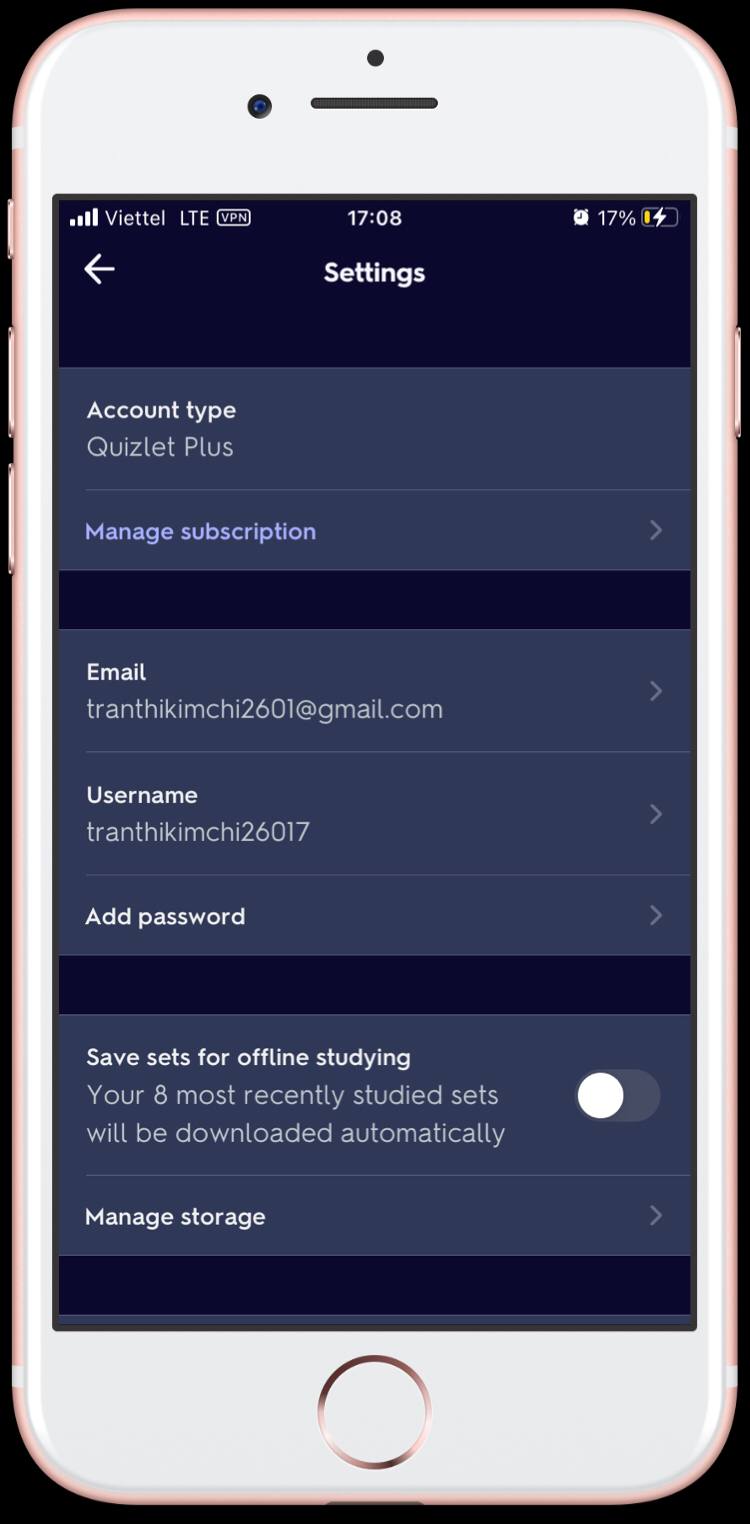 Viettel LTE VPN 17:08 17%
Settings
Account type
Quizlet Plus
Manage subscription
Email
tranthikimchi2601@gmail.com
Username
tranthikimchi26017
Add password
Save sets for offline studying
Your 8 most recently studied sets
will be downloaded automatically
Manage storage